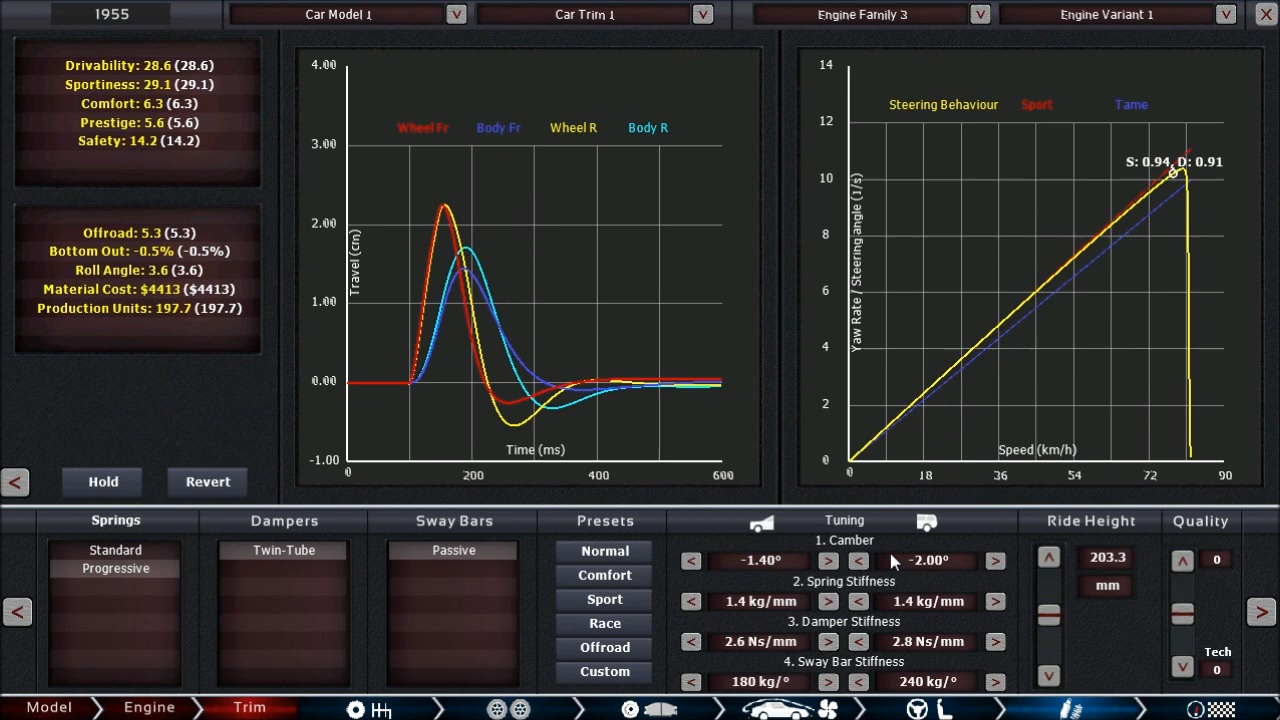 1955
Car Model 1
Car Trim 1
Engine Family 3
Engine Variant 1
Drivability: 28.6 (28.6)
Sportiness: 29.1 (29.1)
Comfort: 6.3 (6.3)
Prestige: 5.6 (5.6)
Safety: 14.2 (14.2)
Offroad: 5.3 (5.3)
Bottom Out: -0.5% (-0.5%)
Roll Angle: 3.6 (3.6)
Material Cost: $4413 ($4413)
Production Units: 197.7 (197.7)
Hold
Revert
4.00
3.00
2.00
1.00
0.00
-1.00
Travel (cm)
Wheel Fr
Body Fr
Wheel R
Body R
Time (ms)
0
200
400
600
14
12
10
8
6
4
2
0
Yaw Rate / Steering angle (1/s)
Steering Behaviour
Sport
Tame
S: 0.94, D: 0.91
Speed (km/h)
0
18
36
54
72
90
Springs
Standard
Progressive
Dampers
Twin-Tube
Sway Bars
Passive
Presets
Normal
Comfort
Sport
Race
Offroad
Custom
Tuning
1. Camber
-1.40° -2.00°
2. Spring Stiffness
1.4 kg/mm 1.4 kg/mm
3. Damper Stiffness
2.6 Ns/mm 2.8 Ns/mm
4. Sway Bar Stiffness
180 kg/° 240 kg/°
Ride Height
203.3
mm
Quality
0
Tech
0
Model
Engine
Trim